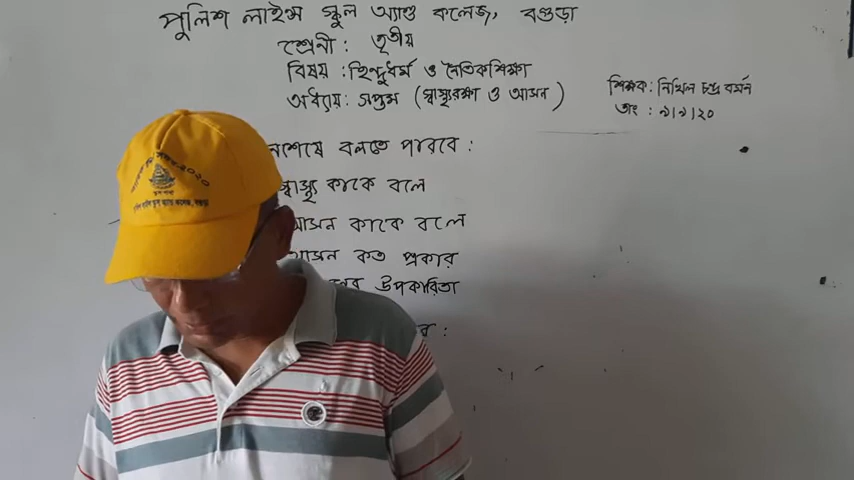 পুলিশ লাইন্স স্কুল অ্যান্ড কলেজ, বগুড়া
শ্রেনী : তৃতীয়
বিষয় : হিন্দুধর্ম ও নৈতিকশিক্ষা
অধ্যায় : সপ্তম (স্বাস্থ্যরক্ষা ও আসন)
শিক্ষক : নিখিল চন্দ্র বর্মন
তাং : ৯।৯।২০
শেষে বলতে পারবে :
স্বাস্থ্য কাকে বলে
আসন কাকে বলে
আসন কত প্রকার
উপকারিতা